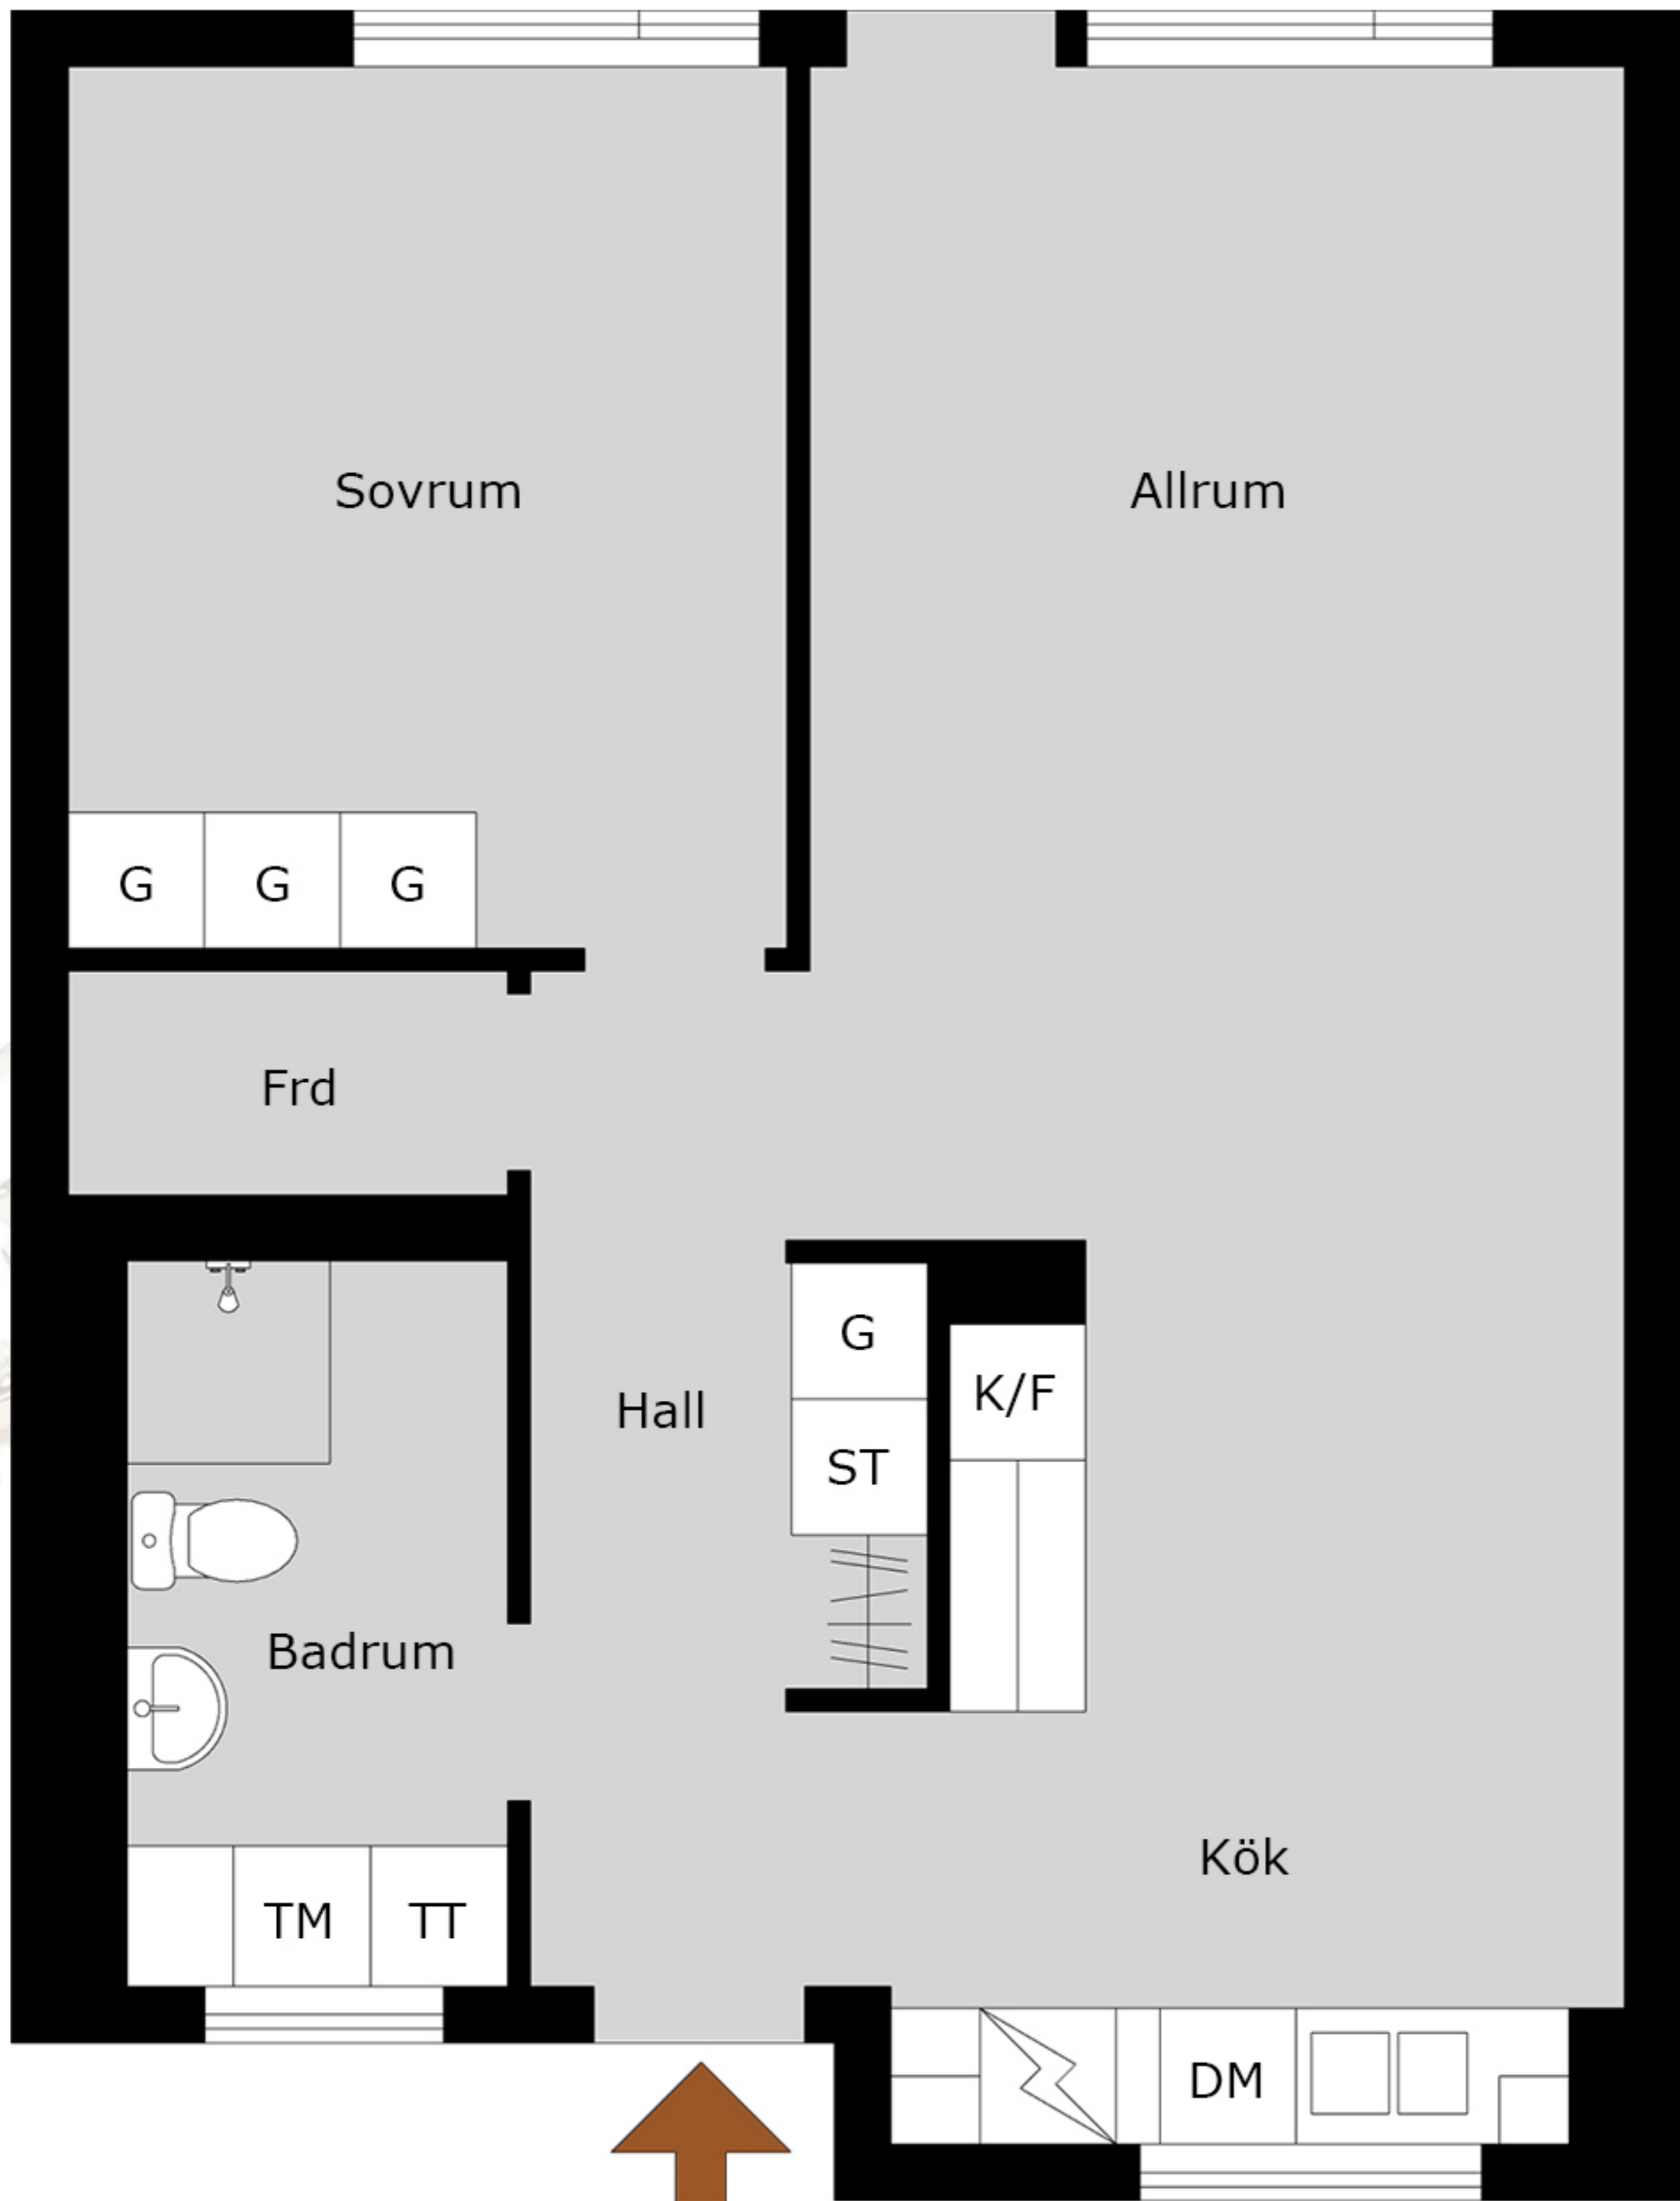 Sovrum
Allrum
G G G
Frd
G
K/F
Hall
ST
Badrum
Kök
TM TT
DM